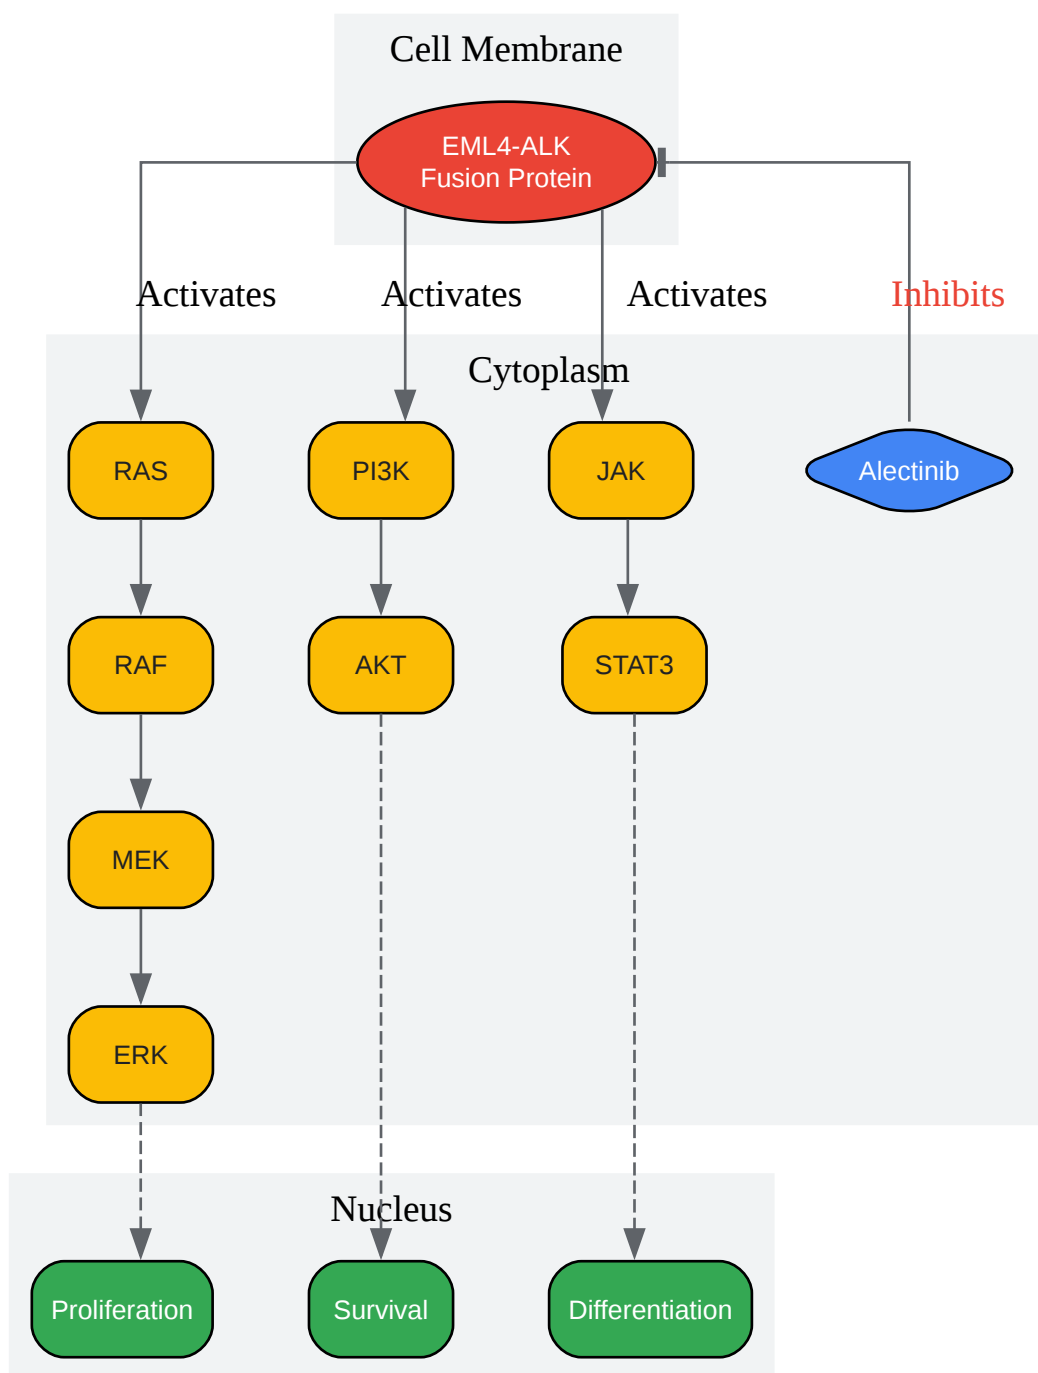 Cell Membrane
EML4-ALK
Fusion Protein
Activates
Activates
Activates
Inhibits
Cytoplasm
RAS
PI3K
JAK
Alectinib
RAF
AKT
STAT3
MEK
ERK
Nucleus
Proliferation
Survival
Differentiation